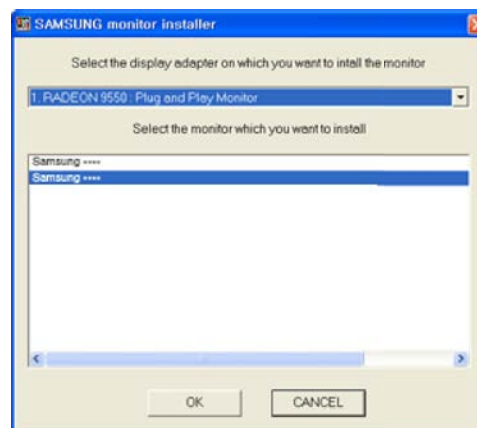 SAMSUNG monitor installer
Select the display adapter on which you want to intall the monitor
1. RADEON 9550 : Plug and Play Monitor
Select the monitor which you want to install
Samsung ****
Samsung ****
OK
CANCEL